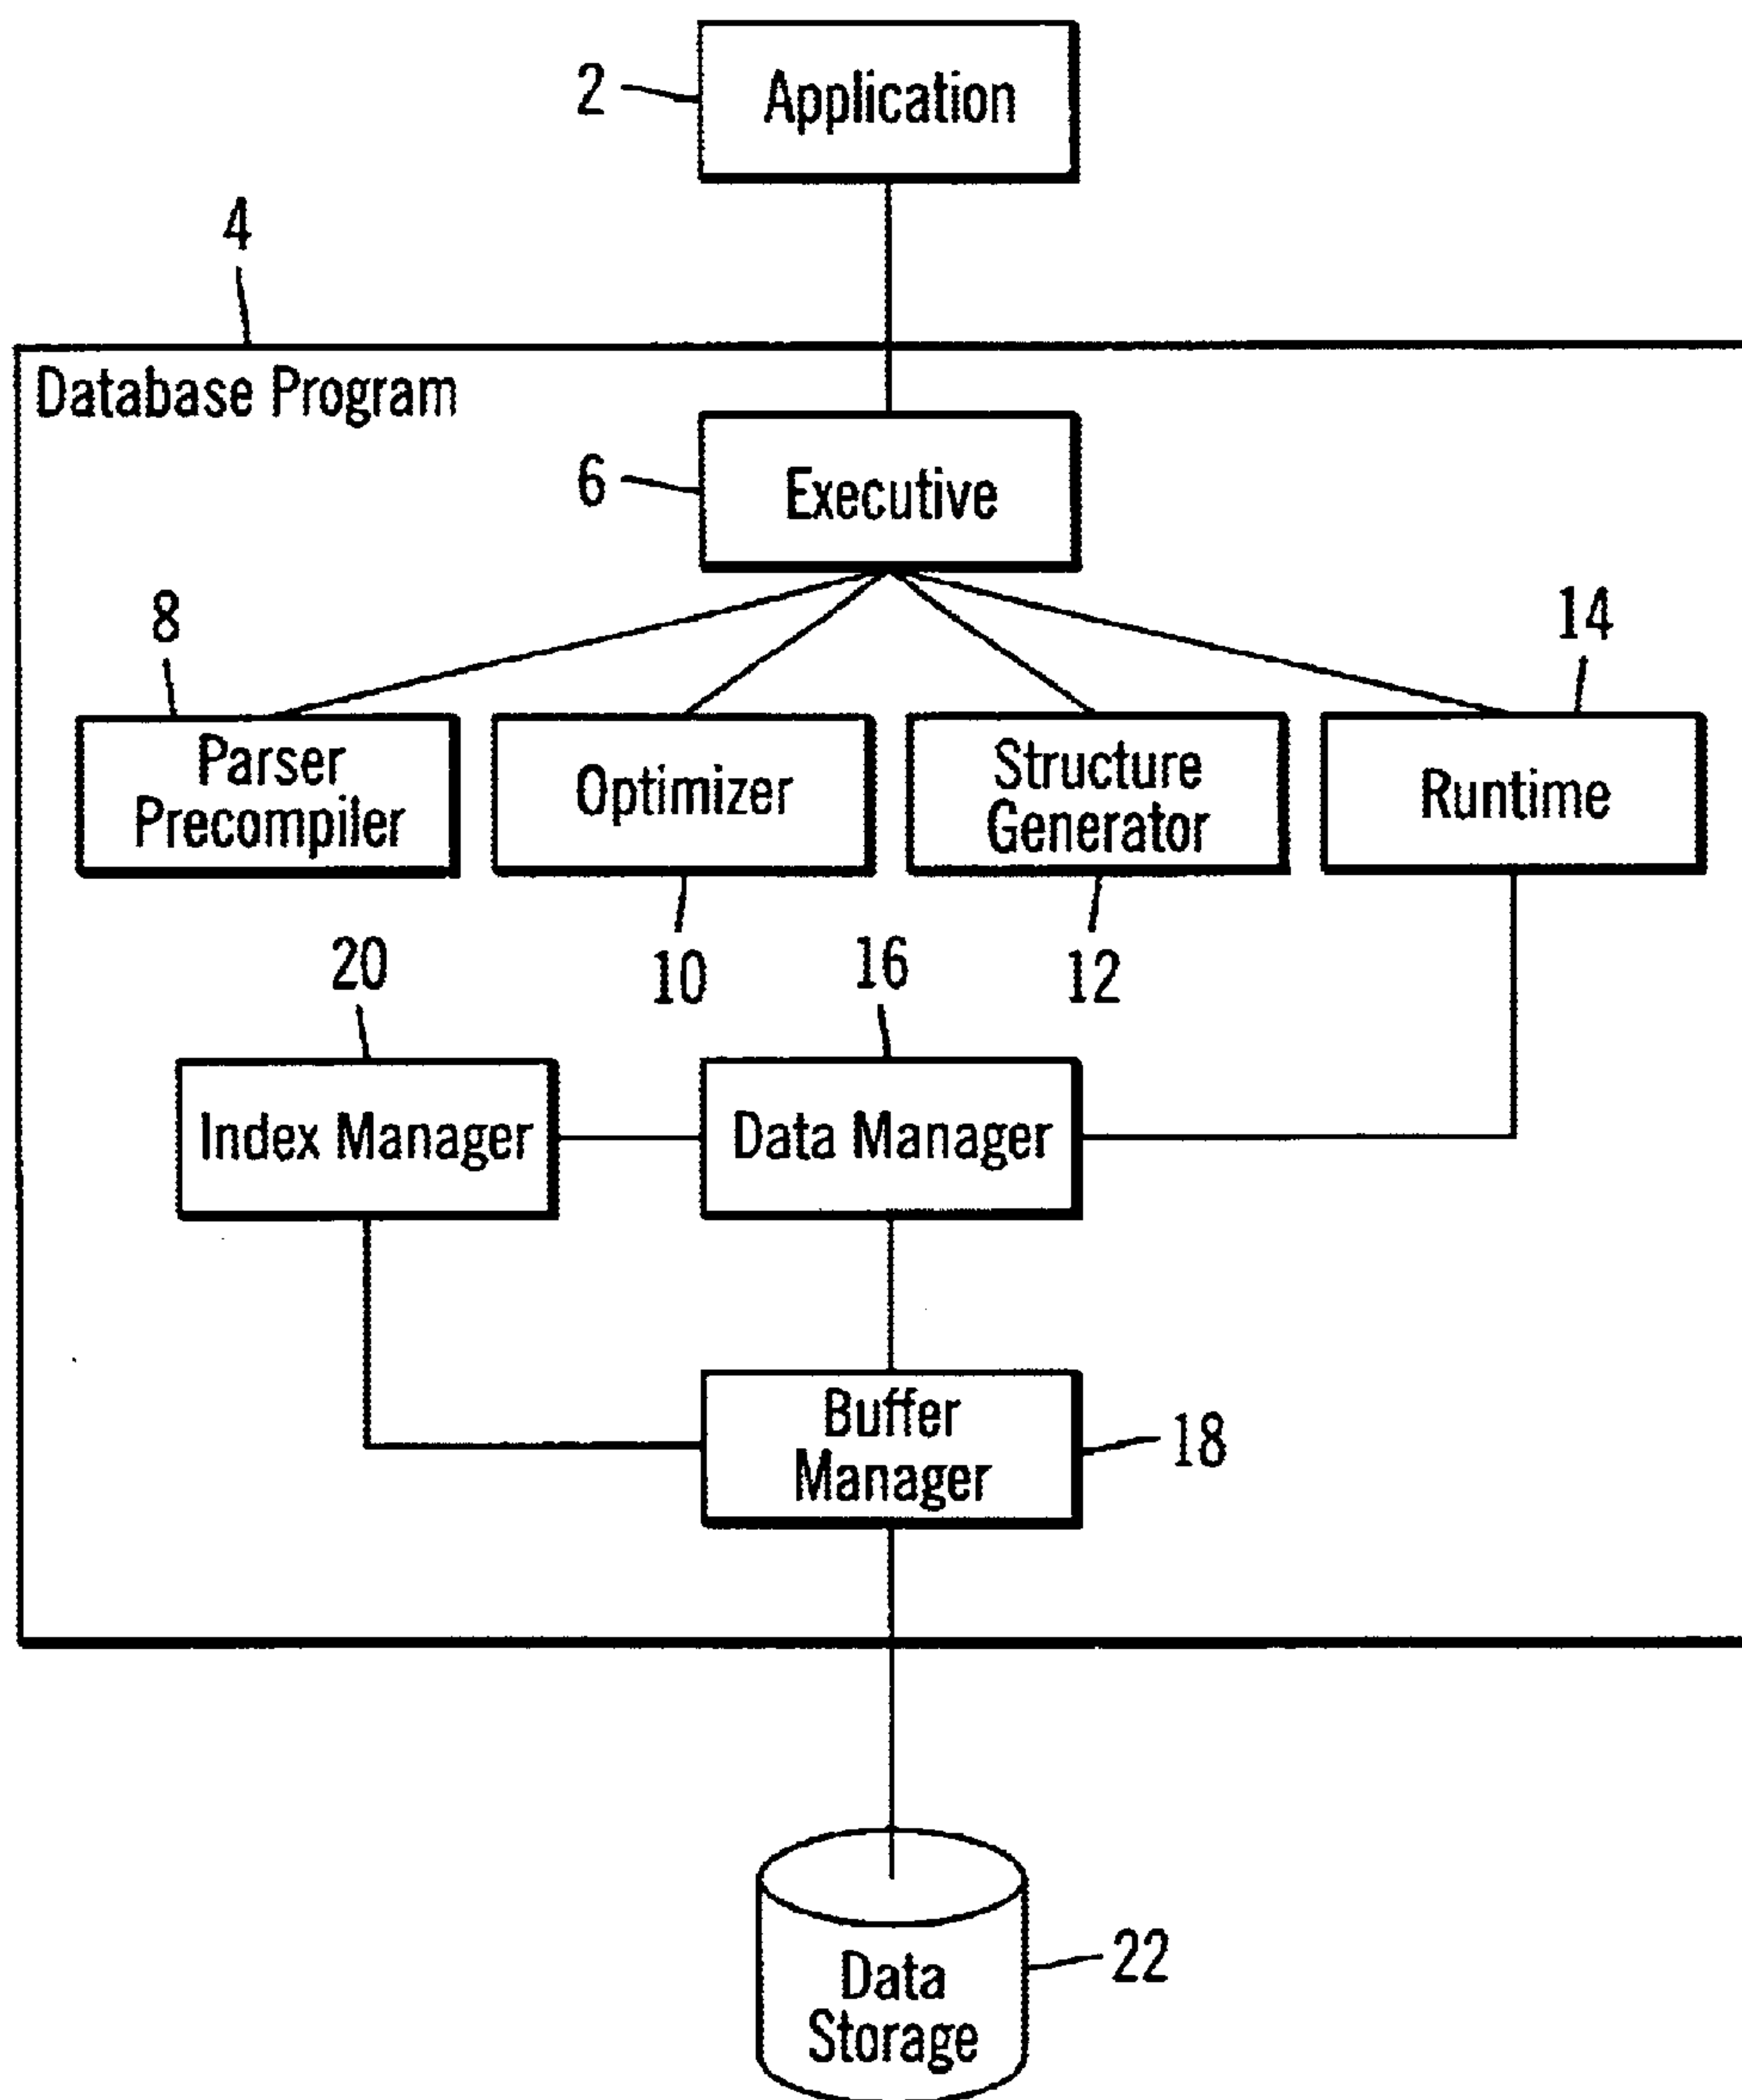 2
Application
4
Database Program
6
Executive
8
14
Parser
Precompiler
Optimizer
Structure
Generator
Runtime
20
10
16
12
Index Manager
Data Manager
Buffer
Manager
18
Data
Storage
22